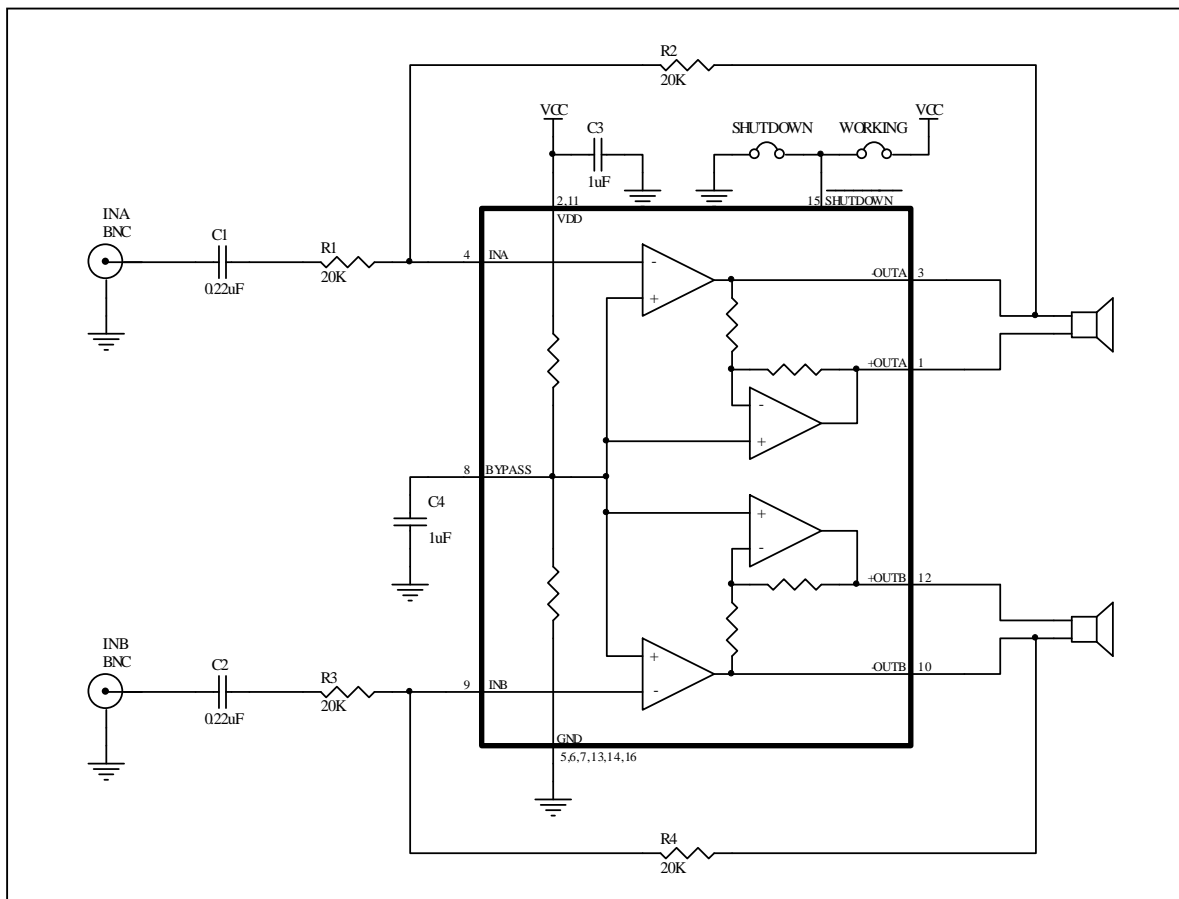 R2
20K
VCC
C3
1uF
SHUTDOWN
WORKING
VCC
2,11
VDD
15
SHUTDOWN
INA
BNC
C1
0.22uF
R1
20K
4
INA
-
+
-OUTA
3
+OUTA
1
-
+
8
BYPASS
C4
1uF
+
-
+OUTB
12
INB
BNC
C2
0.22uF
R3
20K
9
INB
+
-
-OUTB
10
GND
5,6,7,13,14,16
R4
20K